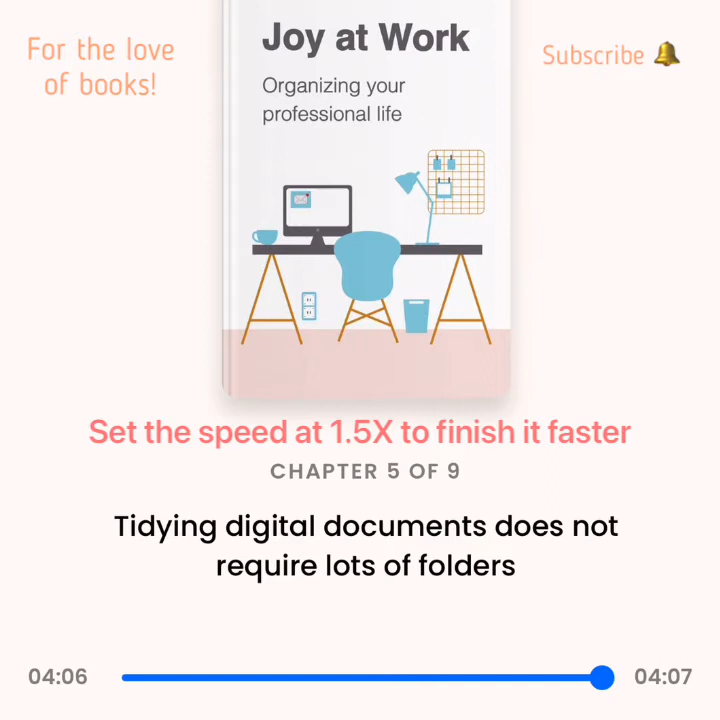 For the love
of books!
Subscribe 🔔
Joy at Work
Organizing your
professional life
Set the speed at 1.5X to finish it faster
CHAPTER 5 OF 9
Tidying digital documents does not
require lots of folders
04:06
04:07